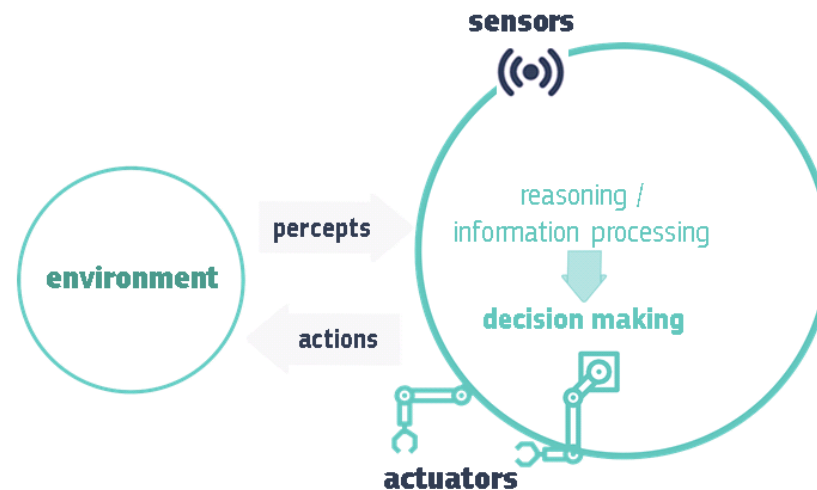 sensors
reasoning /
information processing
percepts
environment
decision making
actions
actuators